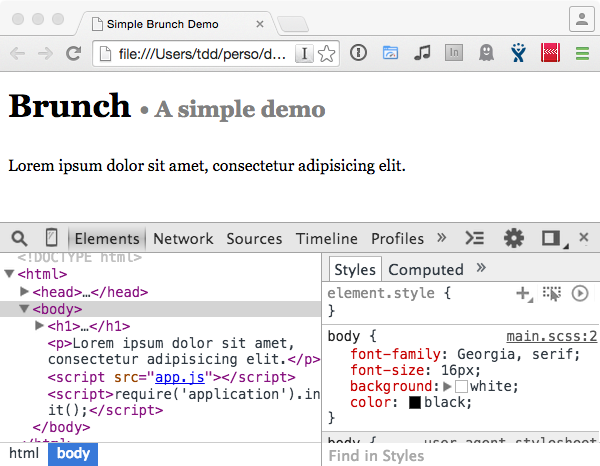 Simple Brunch Demo
file:///Users/tdd/perso/d...
Brunch • A simple demo
Lorem ipsum dolor sit amet, consectetur adipisicing elit.
Elements Network Sources Timeline Profiles »
<!DOCTYPE html>
<html>
<head>…</head>
<body>
<h1>…</h1>
<p>Lorem ipsum dolor sit amet,
consectetur adipisicing elit.</p>
<script src="app.js"></script>
<script>require('application').in
it();</script>
</body>
</html>
html body
Styles Computed »
element.style {
}
body { main.scss:2
font-family: Georgia, serif;
font-size: 16px;
background: white;
color: black;
}
body { user agent stylesheet
Find in Styles